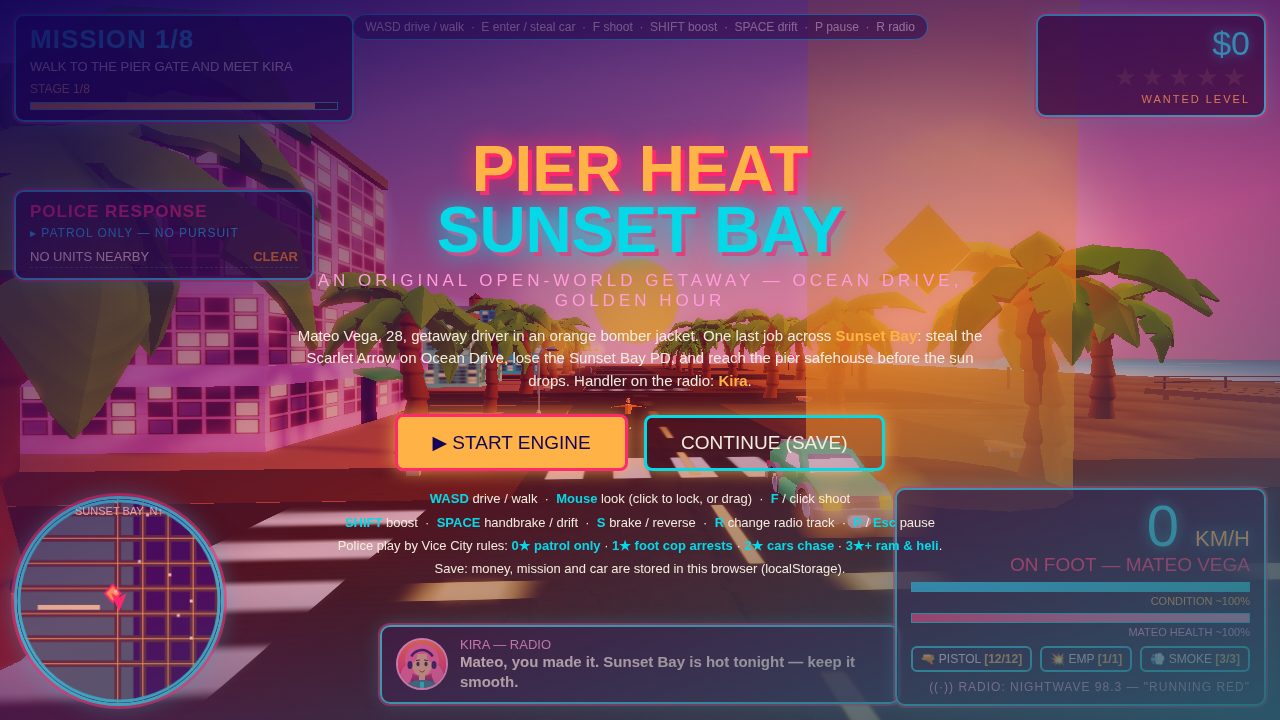 MISSION 1/8
WALK TO THE PIER GATE AND MEET KIRA
STAGE 1/8
WASD drive / walk · E enter / steal car · F shoot · SHIFT boost · SPACE drift · P pause · R radio
$0
★★★★★
WANTED LEVEL
POLICE RESPONSE
▸ PATROL ONLY — NO PURSUIT
NO UNITS NEARBY CLEAR
PIER HEAT
SUNSET BAY
AN ORIGINAL OPEN-WORLD GETAWAY — OCEAN DRIVE,
GOLDEN HOUR
Mateo Vega, 28, getaway driver in an orange bomber jacket. One last job across Sunset Bay: steal the
Scarlet Arrow on Ocean Drive, lose the Sunset Bay PD, and reach the pier safehouse before the sun
drops. Handler on the radio: Kira.
▶ START ENGINE
CONTINUE (SAVE)
WASD drive / walk · Mouse look (click to lock, or drag) · F / click shoot
SHIFT boost · SPACE handbrake / drift · S brake / reverse · R change radio track · P / Esc pause
Police play by Vice City rules: 0★ patrol only · 1★ foot cop arrests · 2★ cars chase · 3★+ ram & heli.
Save: money, mission and car are stored in this browser (localStorage).
SUNSET BAY
0 KM/H
ON FOOT — MATEO VEGA
CONDITION ~100%
MATEO HEALTH ~100%
🔫 PISTOL [12/12] 💥 EMP [1/1] 💨 SMOKE [3/3]
((·)) RADIO: NIGHTWAVE 98.3 — "RUNNING RED"
KIRA — RADIO
Mateo, you made it. Sunset Bay is hot tonight — keep it
smooth.